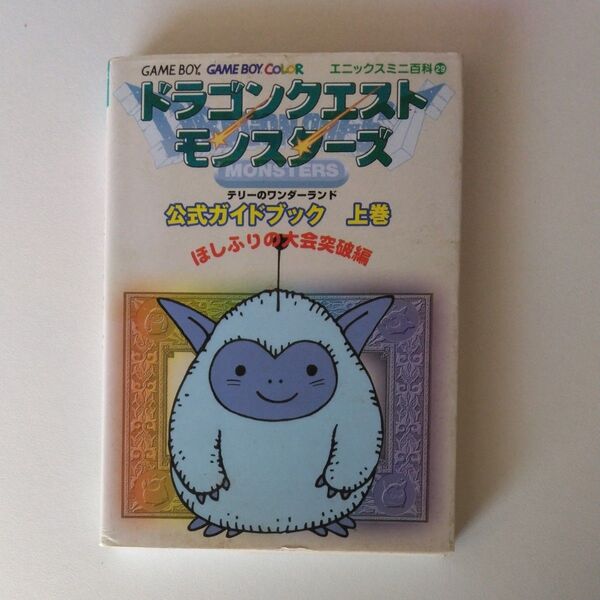 GAME BOY, GAME BOY COLOR エニックスミニ百科29
ドラゴンクエスト
モンスターズ
MONSTERS
テリーのワンダーランド
公式ガイドブック 上巻
ほしふりの大会突破編